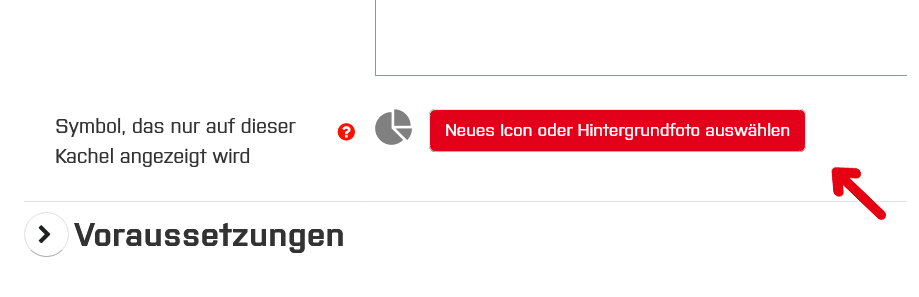 Symbol, das nur auf dieser
Kachel angezeigt wird
?
Neues Icon oder Hintergrundfoto auswählen
Voraussetzungen